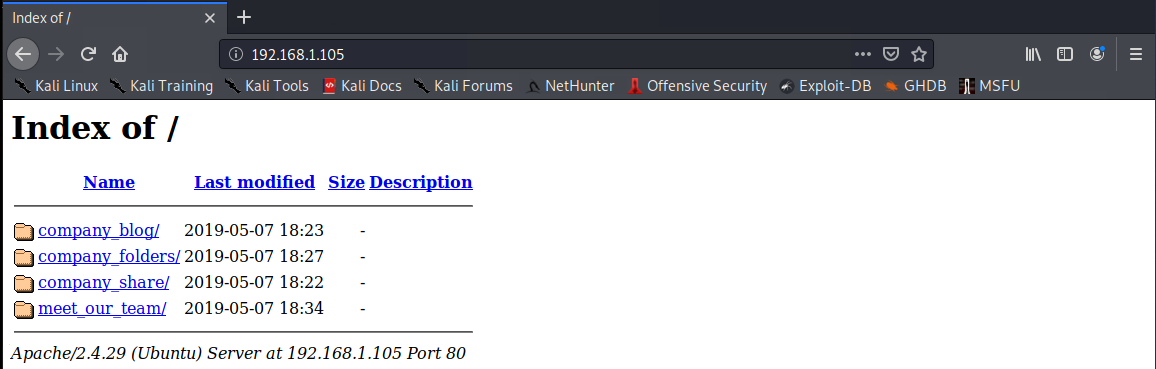 Index of /
192.168.1.105
Kali Linux Kali Training Kali Tools Kali Docs Kali Forums NetHunter Offensive Security Exploit-DB GHDB MSFU
Index of /
Name Last modified Size Description
company_blog/ 2019-05-07 18:23 -
company_folders/ 2019-05-07 18:27 -
company_share/ 2019-05-07 18:22 -
meet_our_team/ 2019-05-07 18:34 -
Apache/2.4.29 (Ubuntu) Server at 192.168.1.105 Port 80